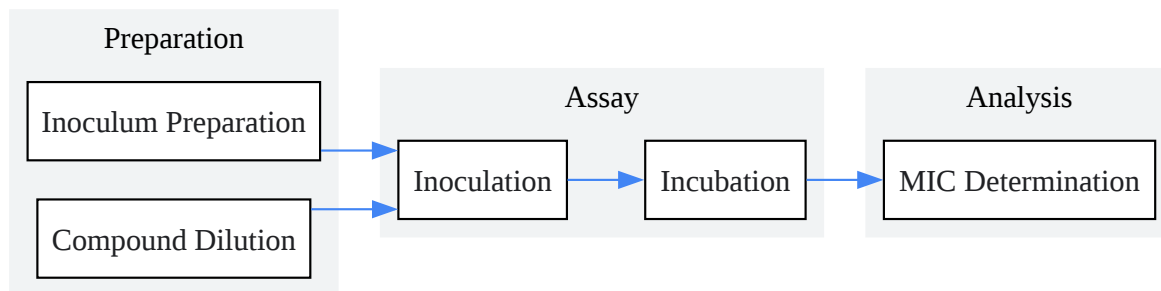 Preparation
Inoculum Preparation
Compound Dilution
Assay
Inoculation
Incubation
Analysis
MIC Determination